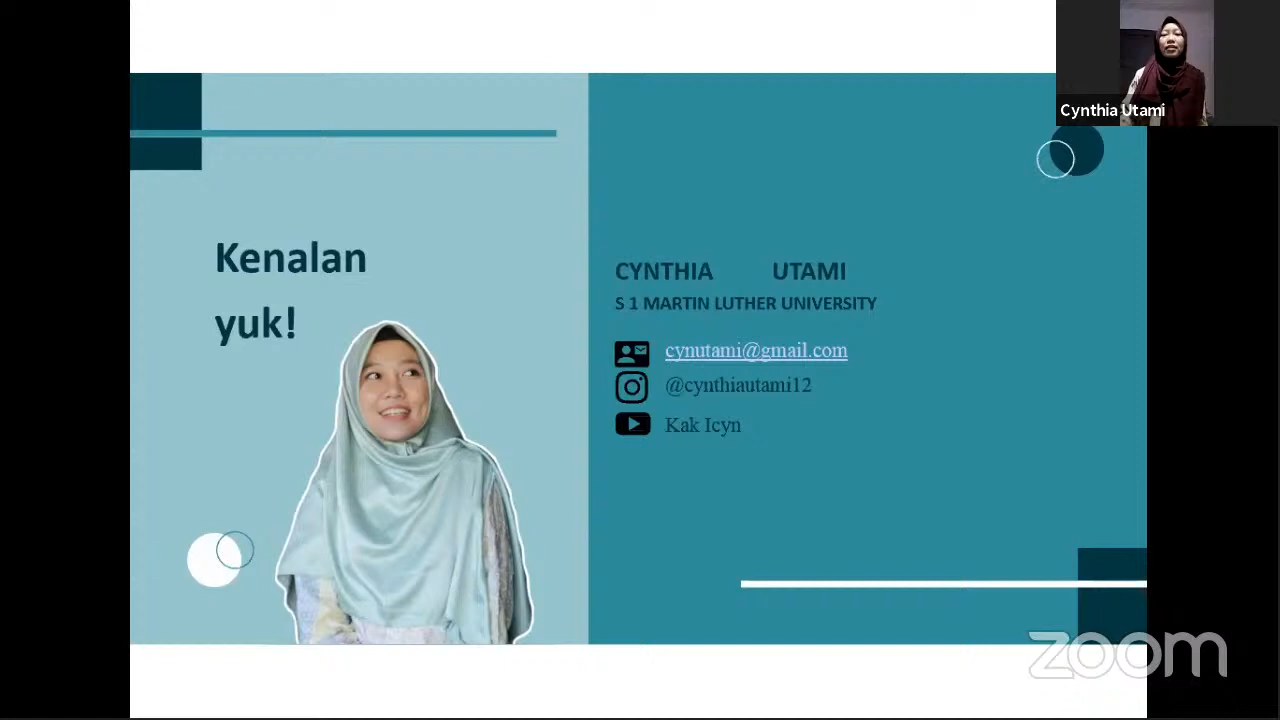 Cynthia Utami
Kenalan
yuk!
CYNTHIA UTAMI
S 1 MARTIN LUTHER UNIVERSITY
cynutami@gmail.com
@cynthiautami12
Kak Icyn
zoom